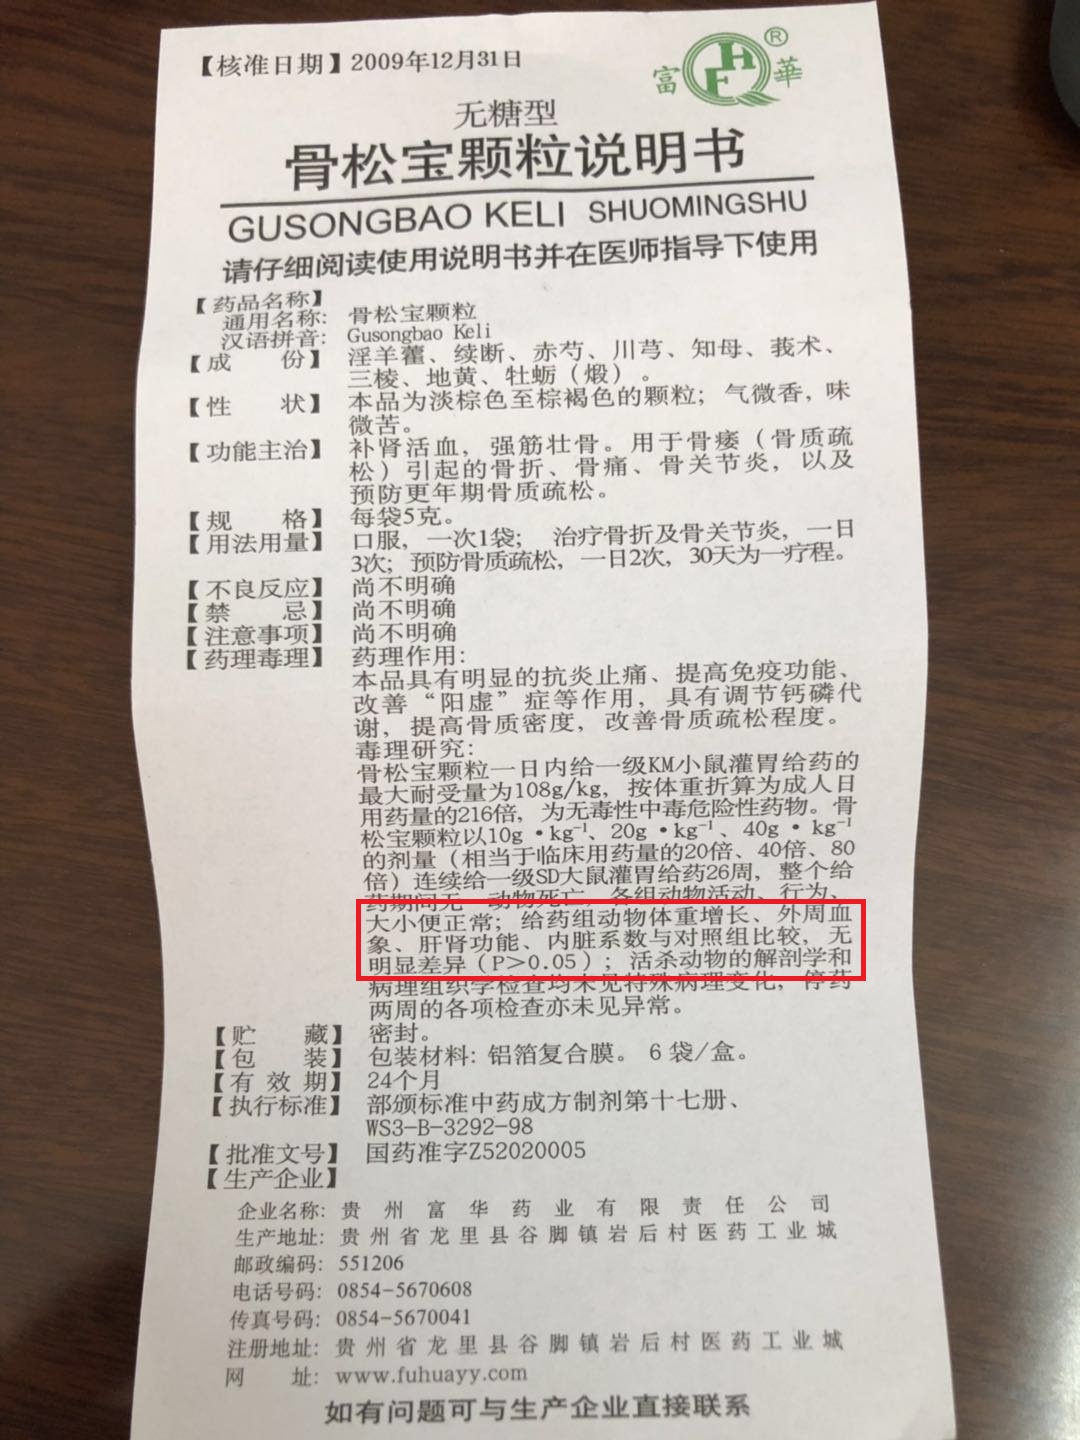 【核准日期】2009年12月31日
富 FHQ 華 ®
无糖型
骨松宝颗粒说明书
GUSONGBAO KELI SHUOMINGSHU
请仔细阅读使用说明书并在医师指导下使用
【药品名称】
通用名称：骨松宝颗粒
汉语拼音：Gusongbao Keli
【成 份】淫羊藿、续断、赤芍、川芎、知母、莪术、
三棱、地黄、牡蛎（煅）。
【性 状】本品为淡棕色至棕褐色的颗粒；气微香，味
微苦。
【功能主治】补肾活血，强筋壮骨。用于骨痿（骨质疏
松）引起的骨折、骨痛、骨关节炎，以及
预防更年期骨质疏松。
【规 格】每袋5克。
【用法用量】口服，一次1袋； 治疗骨折及骨关节炎，一日
3次；预防骨质疏松，一日2次，30天为一疗程。
【不良反应】尚不明确
【禁 忌】尚不明确
【注意事项】尚不明确
【药理毒理】药理作用：
本品具有明显的抗炎止痛、提高免疫功能、
改善“阳虚”症等作用，具有调节钙磷代
谢，提高骨质密度，改善骨质疏松程度。
毒理研究：
骨松宝颗粒一日内给一级KM小鼠灌胃给药的
最大耐受量为108g/kg，按体重折算为成人日
用药量的216倍，为无毒性中毒危险性药物。骨
松宝颗粒以10g·kg⁻¹、20g·kg⁻¹、40g·kg⁻¹
的剂量（相当于临床用药量的20倍、40倍、80
倍）连续给一级SD大鼠灌胃给药26周，整个给
药期间无一动物死亡，各组动物活动、行为、
大小便正常；给药组动物体重增长、外周血
象、肝肾功能、内脏系数与对照组比较，无
明显差异（P＞0.05）；活杀动物的解剖学和
病理组织学检查均未见特殊病理变化，停药
两周的各项检查亦未见异常。
【贮 藏】密封。
【包 装】包装材料：铝箔复合膜。6袋/盒。
【有 效 期】24个月
【执行标准】部颁标准中药成方制剂第十七册、
WS3-B-3292-98
【批准文号】国药准字Z52020005
【生产企业】
企业名称：贵州富华药业有限责任公司
生产地址：贵州省龙里县谷脚镇岩后村医药工业城
邮政编码：551206
电话号码：0854-5670608
传真号码：0854-5670041
注册地址：贵州省龙里县谷脚镇岩后村医药工业城
网 址：www.fuhuayy.com
如有问题可与生产企业直接联系